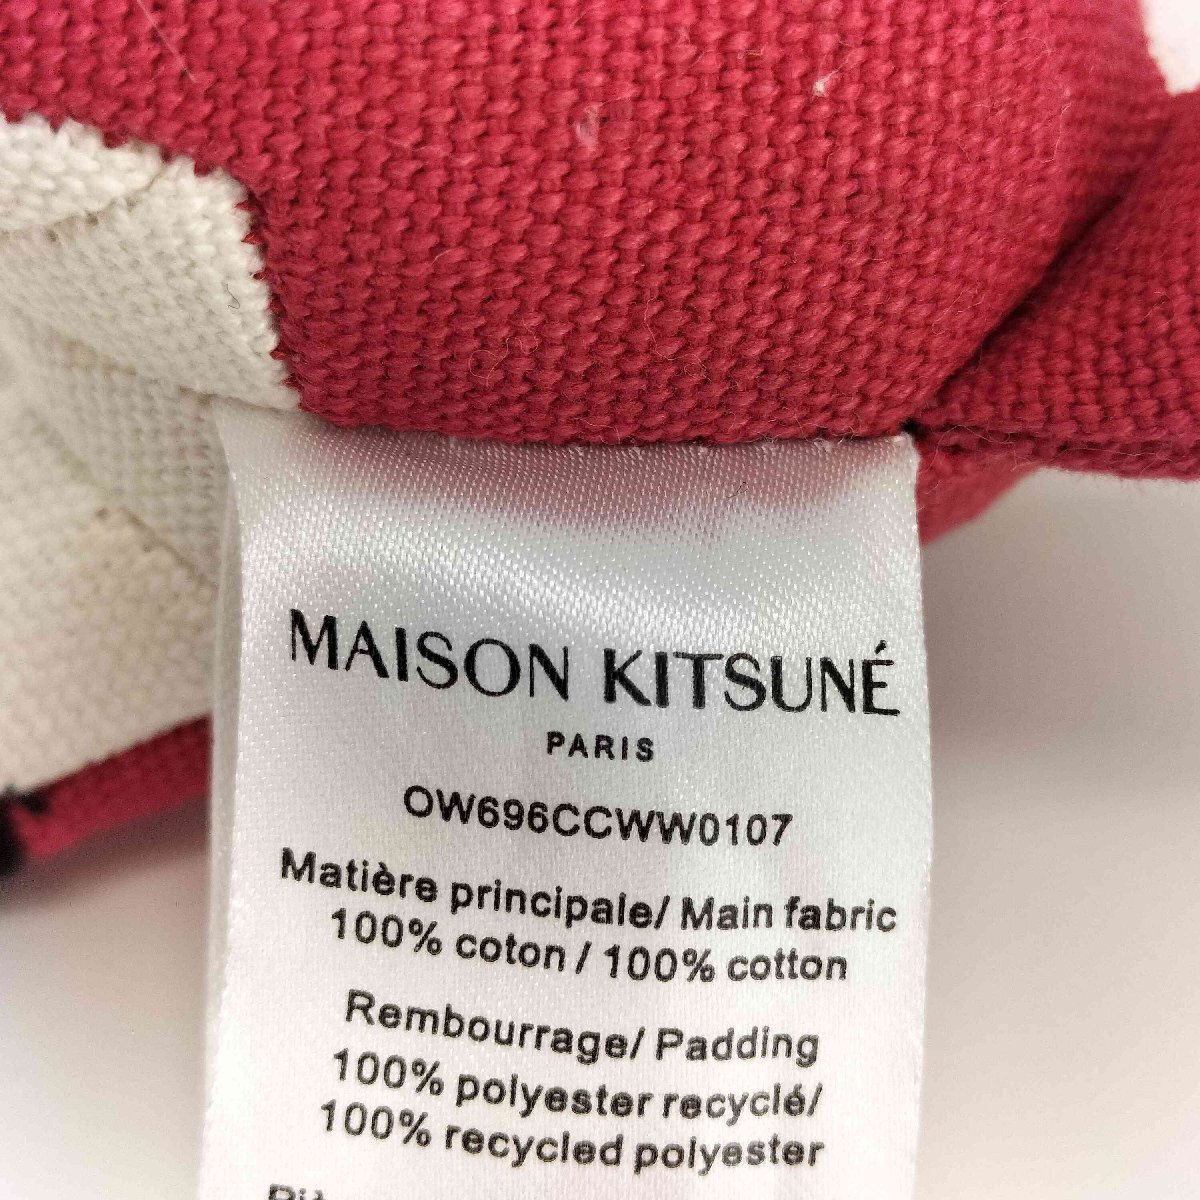 MAISON KITSUNÉ
PARIS
OW696CCWW0107
Matière principale/ Main fabric
100% coton / 100% cotton
Rembourrage/ Padding
100% polyester recyclé/
100% recycled polyester